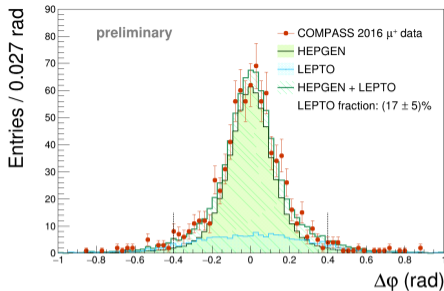 preliminary
COMPASS 2016 μ⁺ data
HEPGEN
LEPTO
HEPGEN + LEPTO
LEPTO fraction: (17 ± 5)%
Entries / 0.027 rad
90
80
70
60
50
40
30
20
10
0
−1 −0.8 −0.6 −0.4 −0.2 0 0.2 0.4 0.6 0.8 1
Δφ (rad)